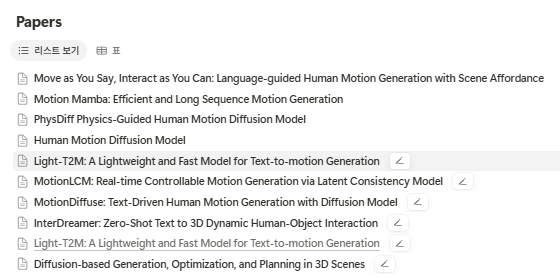 Papers
리스트 보기 표
Move as You Say, Interact as You Can: Language-guided Human Motion Generation with Scene Affordance
Motion Mamba: Efficient and Long Sequence Motion Generation
PhysDiff Physics-Guided Human Motion Diffusion Model
Human Motion Diffusion Model
Light-T2M: A Lightweight and Fast Model for Text-to-motion Generation
MotionLCM: Real-time Controllable Motion Generation via Latent Consistency Model
MotionDiffuse: Text-Driven Human Motion Generation with Diffusion Model
InterDreamer: Zero-Shot Text to 3D Dynamic Human-Object Interaction
Light-T2M: A Lightweight and Fast Model for Text-to-motion Generation
Diffusion-based Generation, Optimization, and Planning in 3D Scenes